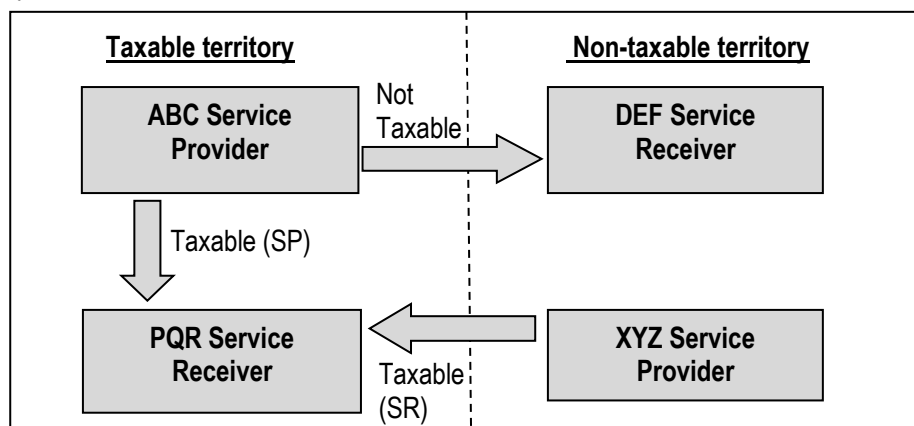 Taxable territory
Non-taxable territory
ABC Service
Provider
Not
Taxable
DEF Service
Receiver
Taxable (SP)
PQR Service
Receiver
Taxable
(SR)
XYZ Service
Provider